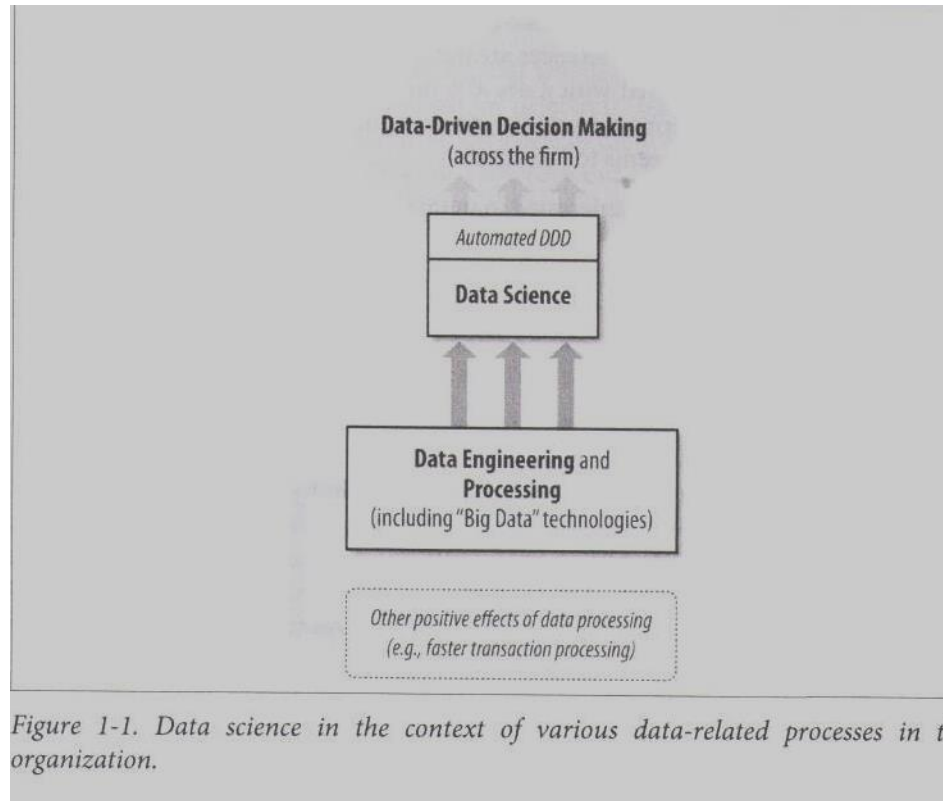 Data-Driven Decision Making
(across the firm)
Automated DDD
Data Science
Data Engineering and
Processing
(including “Big Data” technologies)
Other positive effects of data processing
(e.g., faster transaction processing)
Figure 1-1. Data science in the context of various data-related processes in
organization.